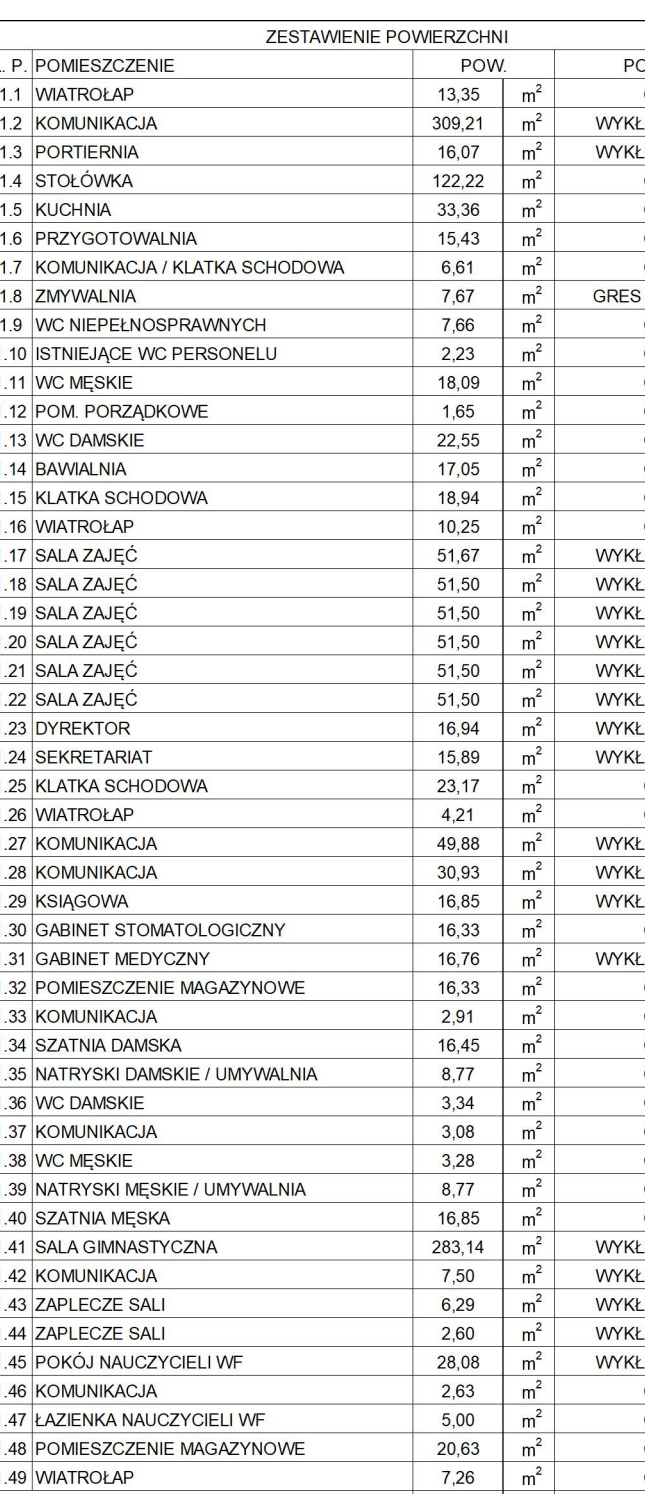 ZESTAWIENIE POWIERZCHNI
. P. POMIESZCZENIE POW. PO
1.1 WIATROŁAP 13,35 m²
1.2 KOMUNIKACJA 309,21 m² WYKŁ
1.3 PORTIERNIA 16,07 m² WYKŁ
1.4 STOŁÓWKA 122,22 m²
1.5 KUCHNIA 33,36 m²
1.6 PRZYGOTOWALNIA 15,43 m²
1.7 KOMUNIKACJA / KLATKA SCHODOWA 6,61 m²
1.8 ZMYWALNIA 7,67 m² GRES
1.9 WC NIEPEŁNOSPRAWNYCH 7,66 m²
.10 ISTNIEJĄCE WC PERSONELU 2,23 m²
.11 WC MĘSKIE 18,09 m²
.12 POM. PORZĄDKOWE 1,65 m²
.13 WC DAMSKIE 22,55 m²
.14 BAWIALNIA 17,05 m²
.15 KLATKA SCHODOWA 18,94 m²
.16 WIATROŁAP 10,25 m²
.17 SALA ZAJĘĆ 51,67 m² WYKŁ
.18 SALA ZAJĘĆ 51,50 m² WYKŁ
.19 SALA ZAJĘĆ 51,50 m² WYKŁ
.20 SALA ZAJĘĆ 51,50 m² WYKŁ
.21 SALA ZAJĘĆ 51,50 m² WYKŁ
.22 SALA ZAJĘĆ 51,50 m² WYKŁ
.23 DYREKTOR 16,94 m² WYKŁ
.24 SEKRETARIAT 15,89 m² WYKŁ
.25 KLATKA SCHODOWA 23,17 m²
.26 WIATROŁAP 4,21 m²
.27 KOMUNIKACJA 49,88 m² WYKŁ
.28 KOMUNIKACJA 30,93 m² WYKŁ
.29 KSIĄGOWA 16,85 m² WYKŁ
.30 GABINET STOMATOLOGICZNY 16,33 m²
.31 GABINET MEDYCZNY 16,76 m² WYKŁ
.32 POMIESZCZENIE MAGAZYNOWE 16,33 m²
.33 KOMUNIKACJA 2,91 m²
.34 SZATNIA DAMSKA 16,45 m²
.35 NATRYSKI DAMSKIE / UMYWALNIA 8,77 m²
.36 WC DAMSKIE 3,34 m²
.37 KOMUNIKACJA 3,08 m²
.38 WC MĘSKIE 3,28 m²
.39 NATRYSKI MĘSKIE / UMYWALNIA 8,77 m²
.40 SZATNIA MĘSKA 16,85 m²
.41 SALA GIMNASTYCZNA 283,14 m² WYKŁ
.42 KOMUNIKACJA 7,50 m² WYKŁ
.43 ZAPLECZE SALI 6,29 m² WYKŁ
.44 ZAPLECZE SALI 2,60 m² WYKŁ
.45 POKÓJ NAUCZYCIELI WF 28,08 m² WYKŁ
.46 KOMUNIKACJA 2,63 m²
.47 ŁAZIENKA NAUCZYCIELI WF 5,00 m²
.48 POMIESZCZENIE MAGAZYNOWE 20,63 m²
.49 WIATROŁAP 7,26 m²